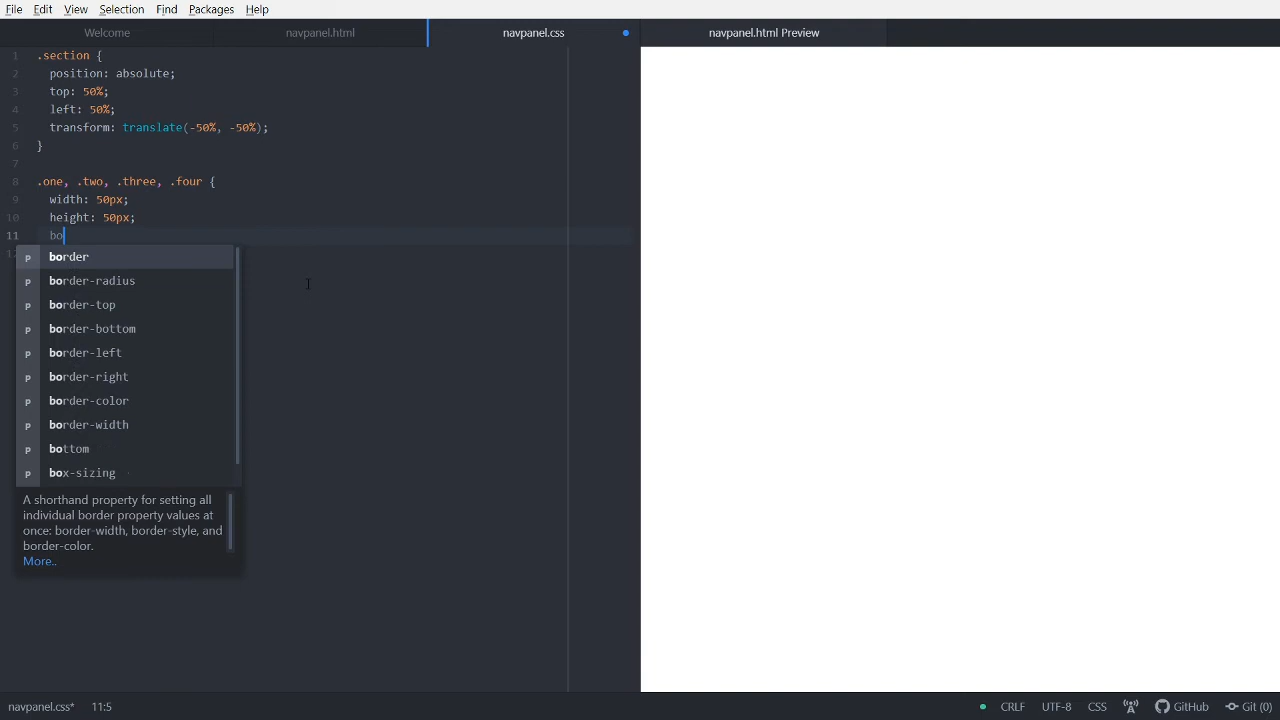 File Edit View Selection Find Packages Help
Welcome navpanel.html navpanel.css navpanel.html Preview
1 .section {
2 position: absolute;
3 top: 50%;
4 left: 50%;
5 transform: translate(-50%, -50%);
6 }
7
8 .one, .two, .three, .four {
9 width: 50px;
10 height: 50px;
11 bo
p border
p border-radius
p border-top
p border-bottom
p border-left
p border-right
p border-color
p border-width
p bottom
p box-sizing
A shorthand property for setting all
individual border property values at
once: border-width, border-style, and
border-color.
More..
navpanel.css* 11:5 CRLF UTF-8 CSS GitHub Git (0)